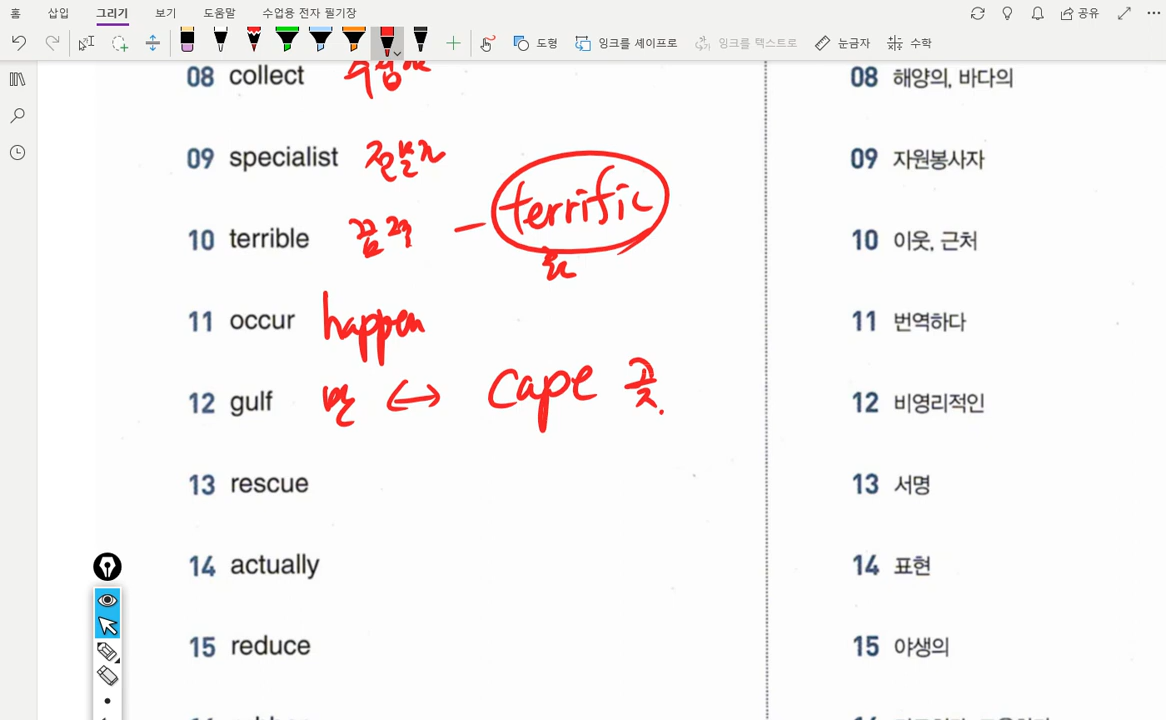 홈 삽입 그리기 보기 도움말 수업용 전자 필기장
공유
도형 잉크를 셰이프로 잉크를 텍스트로 눈금자 수학
08 collect
09 specialist
10 terrible 끔찍 - terrific
11 occur happen
12 gulf 만 ↔ cape 곶.
13 rescue
14 actually
15 reduce
08 해양의, 바다의
09 자원봉사자
10 이웃, 근처
11 번역하다
12 비영리적인
13 서명
14 표현
15 야생의